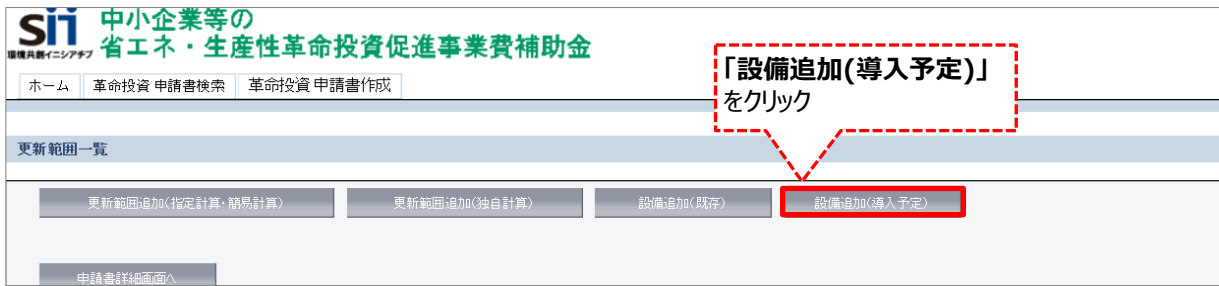 Sii
環境共創イニシアチブ
中小企業等の
省エネ・生産性革命投資促進事業費補助金
ホーム 革命投資 申請書検索 革命投資 申請書作成
「設備追加(導入予定)」
をクリック
更新範囲一覧
更新範囲追加(指定計算・簡易計算) 更新範囲追加(独自計算) 設備追加(既存) 設備追加(導入予定)
申請書詳細画面へ